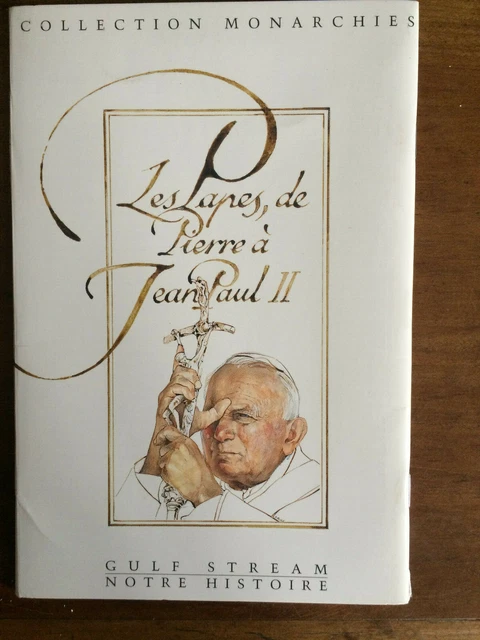 COLLECTION MONARCHIES
Les Papes, de
Pierre à
Jean Paul II
GULF STREAM
NOTRE HISTOIRE